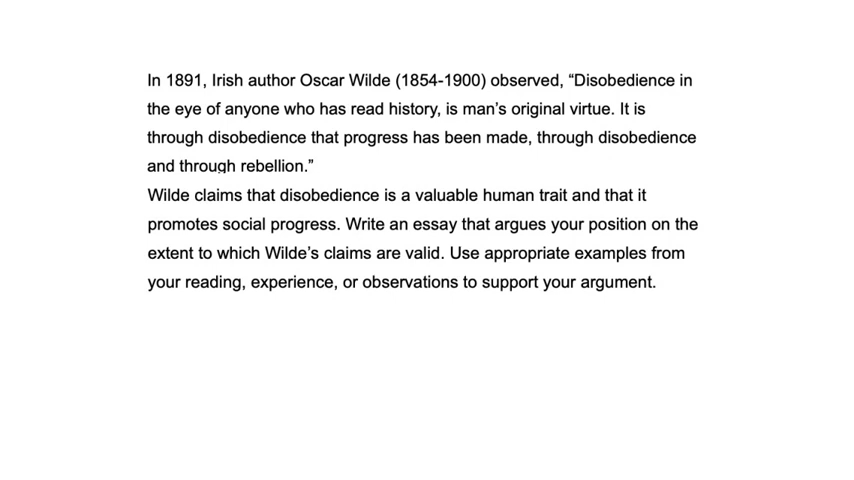 In 1891, Irish author Oscar Wilde (1854-1900) observed, “Disobedience in
the eye of anyone who has read history, is man’s original virtue. It is
through disobedience that progress has been made, through disobedience
and through rebellion.”
Wilde claims that disobedience is a valuable human trait and that it
promotes social progress. Write an essay that argues your position on the
extent to which Wilde’s claims are valid. Use appropriate examples from
your reading, experience, or observations to support your argument.